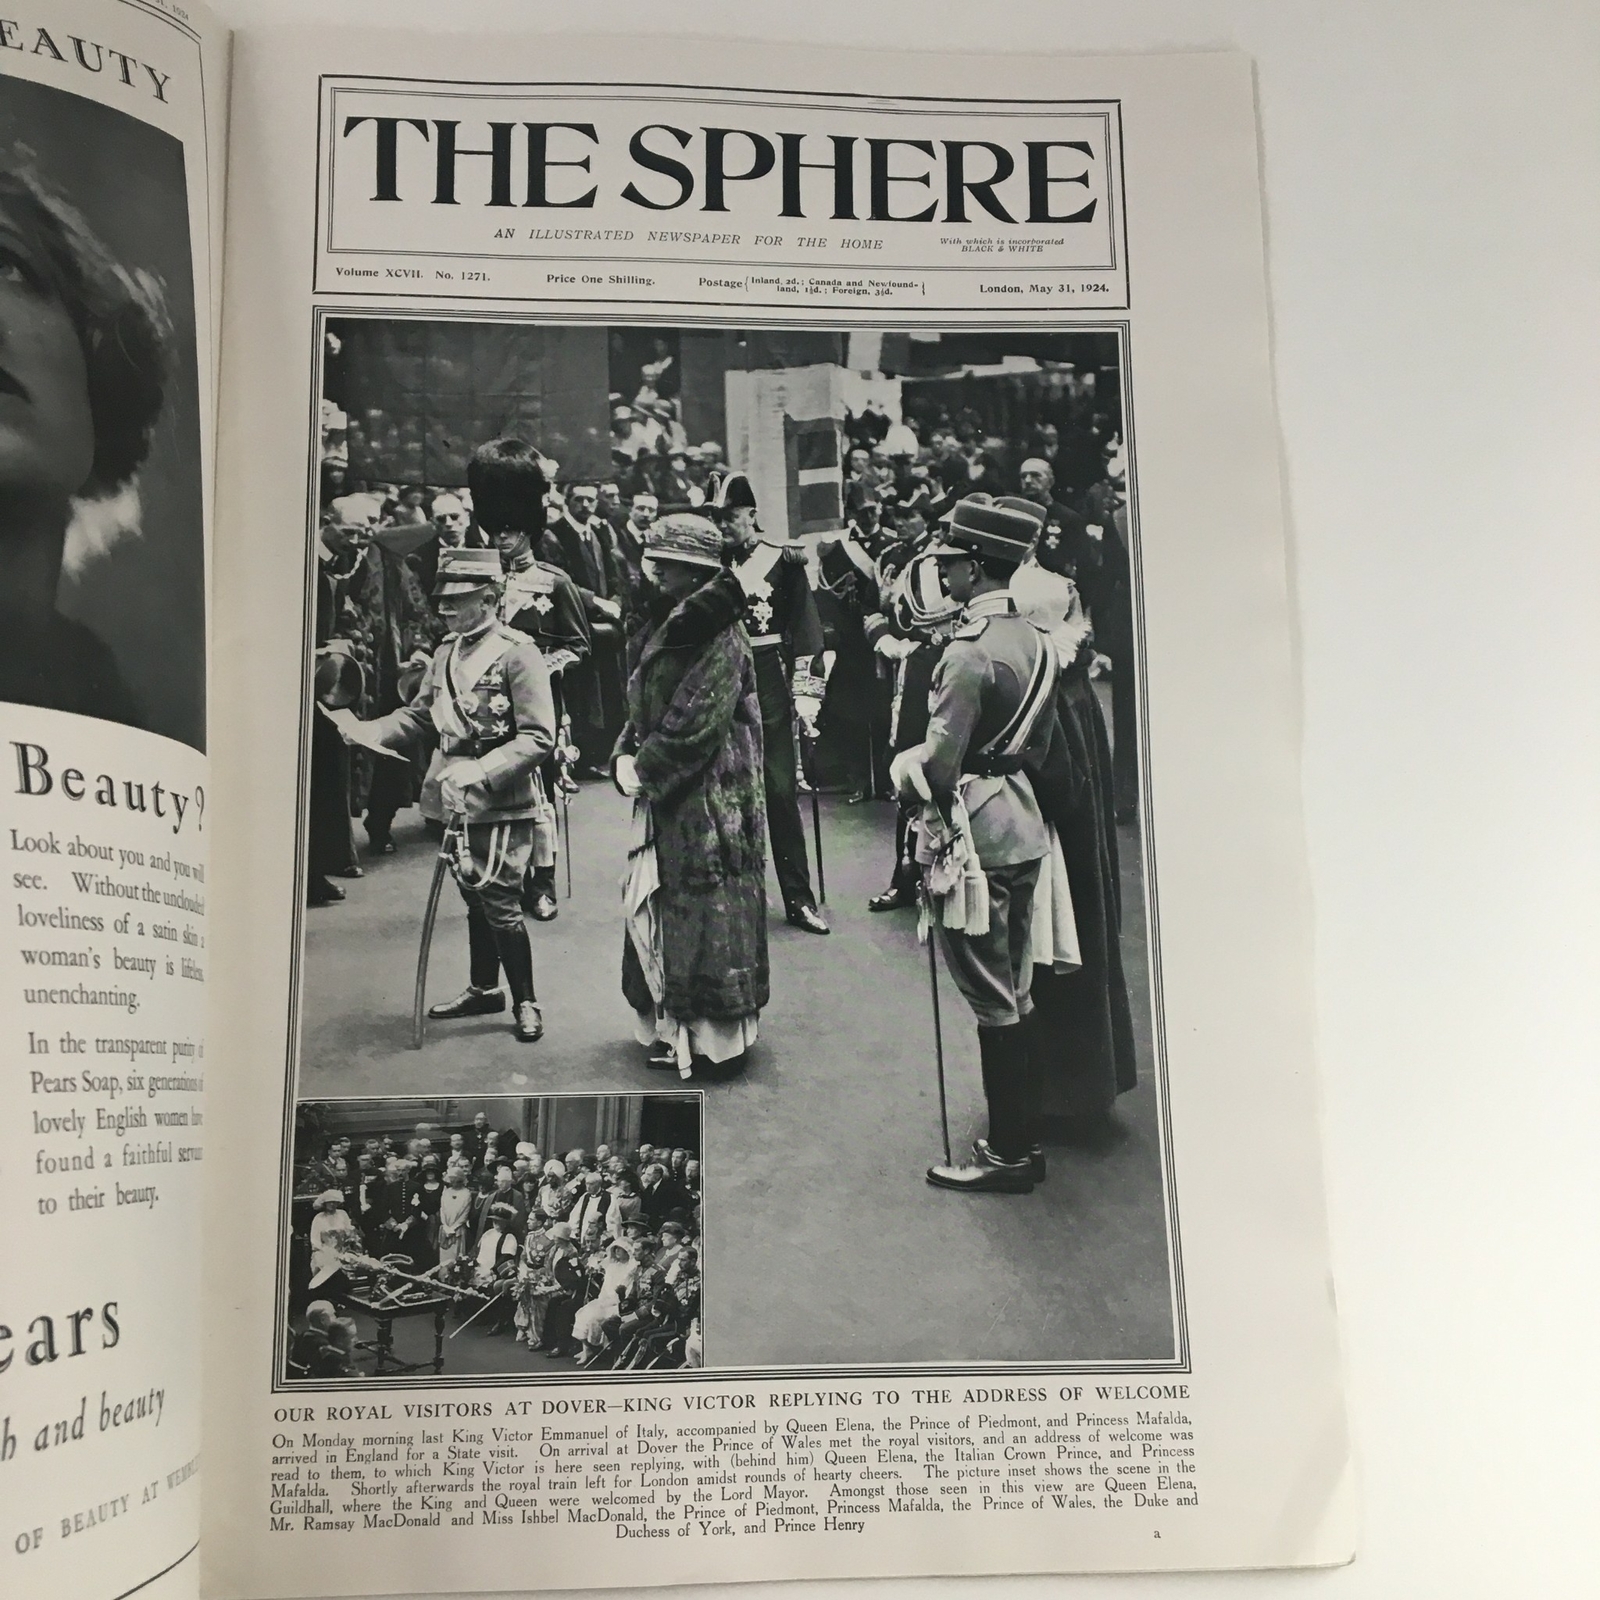 1924
EAUTY
Beauty?
Look about you and you will
see. Without the unclouded
loveliness of a satin skin a
woman's beauty is lifeless,
unenchanting.
In the transparent purity of
Pears Soap, six generations of
lovely English women have
found a faithful servant
to their beauty.
ears
h and beauty
OF BEAUTY AT WEMBLEY
THE SPHERE
AN ILLUSTRATED NEWSPAPER FOR THE HOME
With which is incorporated
BLACK & WHITE
Volume XCVII. No. 1271.
Price One Shilling.
Postage { Inland, 2d.; Canada and Newfound-
land, 1½d.; Foreign, 3½d. }
London, May 31, 1924.
OUR ROYAL VISITORS AT DOVER—KING VICTOR REPLYING TO THE ADDRESS OF WELCOME
On Monday morning last King Victor Emmanuel of Italy, accompanied by Queen Elena, the Prince of Piedmont, and Princess Mafalda,
arrived in England for a State visit. On arrival at Dover the Prince of Wales met the royal visitors, and an address of welcome was
read to them, to which King Victor is here seen replying, with (behind him) Queen Elena, the Italian Crown Prince, and Princess
Mafalda. Shortly afterwards the royal train left for London amidst rounds of hearty cheers. The picture inset shows the scene in the
Guildhall, where the King and Queen were welcomed by the Lord Mayor. Amongst those seen in this view are Queen Elena,
Mr. Ramsay MacDonald and Miss Ishbel MacDonald, the Prince of Piedmont, Princess Mafalda, the Prince of Wales, the Duke and
Duchess of York, and Prince Henry
a